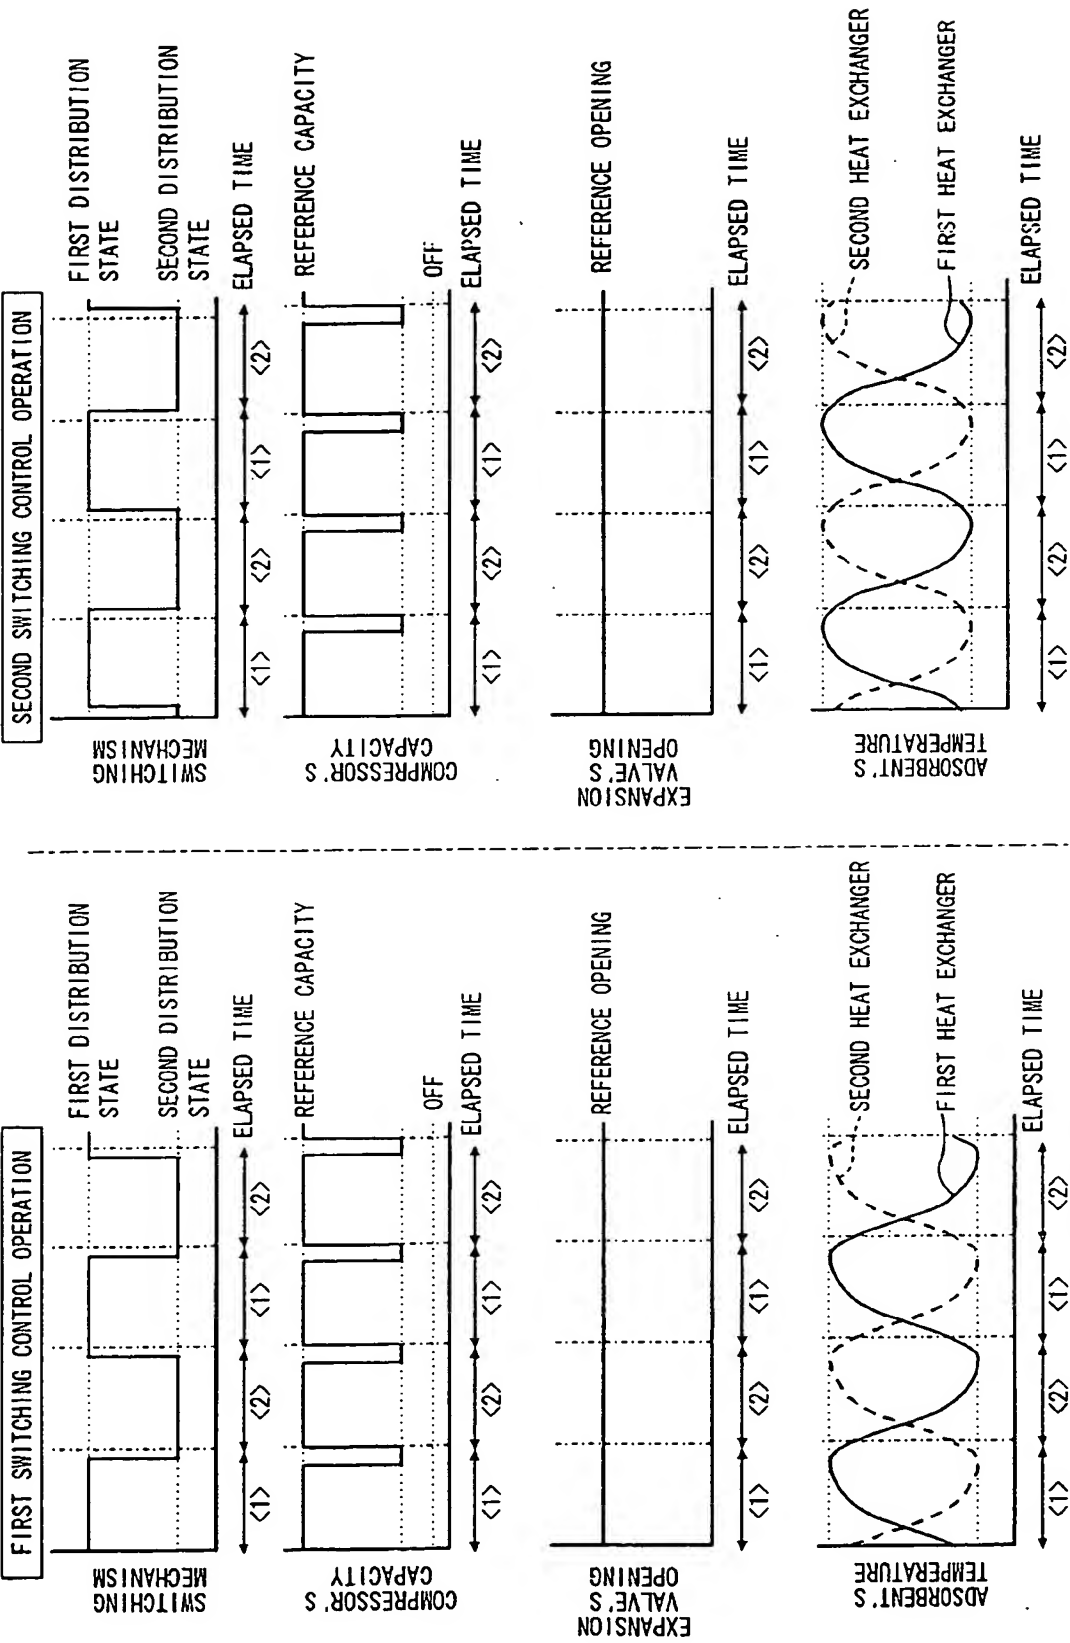 FIRST SWITCHING CONTROL OPERATION
SWITCHING
MECHANISM
FIRST DISTRIBUTION
STATE
SECOND DISTRIBUTION
STATE
ELAPSED TIME
<1>
<2>
<1>
<2>
COMPRESSOR'S
CAPACITY
REFERENCE CAPACITY
OFF
ELAPSED TIME
<1>
<2>
<1>
<2>
EXPANSION
VALVE'S
OPENING
REFERENCE OPENING
ELAPSED TIME
<1>
<2>
<1>
<2>
ADSORBENT'S
TEMPERATURE
SECOND HEAT EXCHANGER
FIRST HEAT EXCHANGER
ELAPSED TIME
<1>
<2>
<1>
<2>
SECOND SWITCHING CONTROL OPERATION
SWITCHING
MECHANISM
FIRST DISTRIBUTION
STATE
SECOND DISTRIBUTION
STATE
ELAPSED TIME
<1>
<2>
<1>
<2>
COMPRESSOR'S
CAPACITY
REFERENCE CAPACITY
OFF
ELAPSED TIME
<1>
<2>
<1>
<2>
EXPANSION
VALVE'S
OPENING
REFERENCE OPENING
ELAPSED TIME
<1>
<2>
<1>
<2>
ADSORBENT'S
TEMPERATURE
SECOND HEAT EXCHANGER
FIRST HEAT EXCHANGER
ELAPSED TIME
<1>
<2>
<1>
<2>